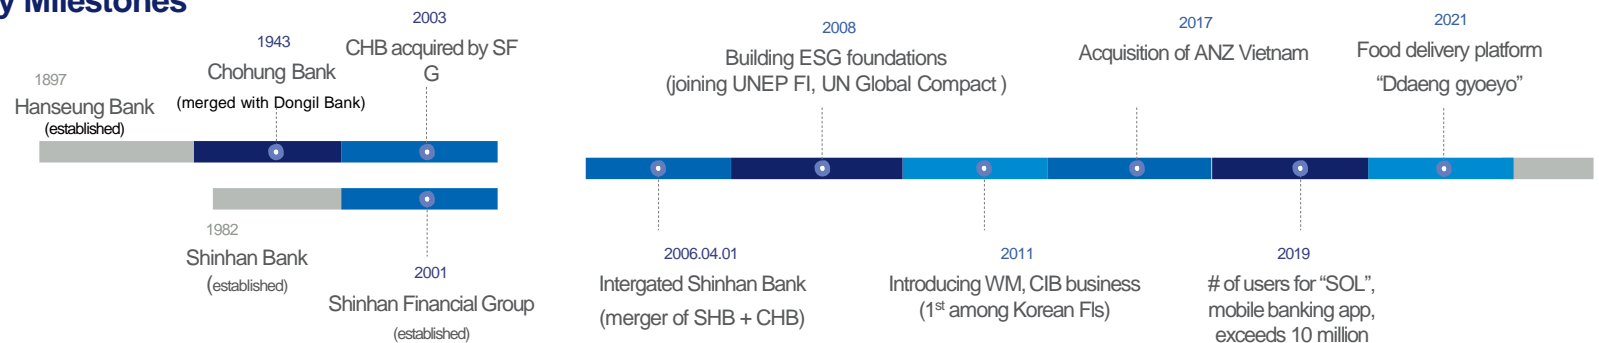 y Milestones
1897
Hanseung Bank
(established)
1943
Chohung Bank
(merged with Dongil Bank)
2003
CHB acquired by SF
G
1982
Shinhan Bank
(established)
2001
Shinhan Financial Group
(established)
2008
Building ESG foundations
(joining UNEP FI, UN Global Compact )
2017
Acquisition of ANZ Vietnam
2021
Food delivery platform
“Ddaeng gyoeyo”
2006.04.01
Intergated Shinhan Bank
(merger of SHB + CHB)
2011
Introducing WM, CIB business
(1st among Korean FIs)
2019
# of users for “SOL”,
mobile banking app,
exceeds 10 million